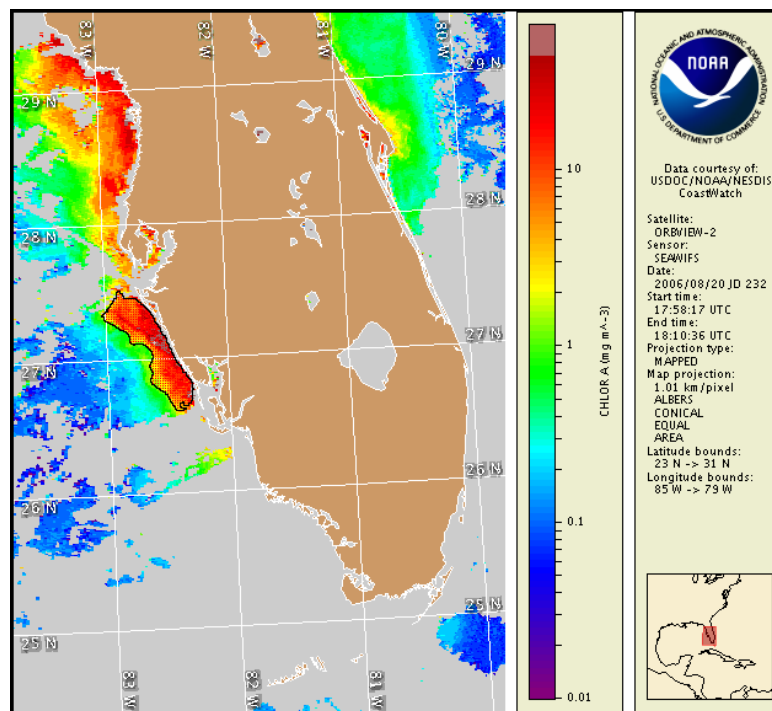 83 W
82 W
81 W
80 W
29 N
29 N
28 N
28 N
27 N
27 N
26 N
26 N
25 N
25 N
83 W
82 W
81 W
10
1
0.1
0.01
CHLOR A (mg m^-3)
NATIONAL OCEANIC AND ATMOSPHERIC ADMINISTRATION
NOAA
U.S. DEPARTMENT OF COMMERCE
Data courtesy of:
USDOC/NOAA/NESDIS
CoastWatch
Satellite:
ORBVIEW-2
Sensor:
SEAWIFS
Date:
2006/08/20 JD 232
Start time:
17:58:17 UTC
End time:
18:10:36 UTC
Projection type:
MAPPED
Map projection:
1.01 km/pixel
ALBERS
CONICAL
EQUAL
AREA
Latitude bounds:
23 N -> 31 N
Longitude bounds:
85 W -> 79 W